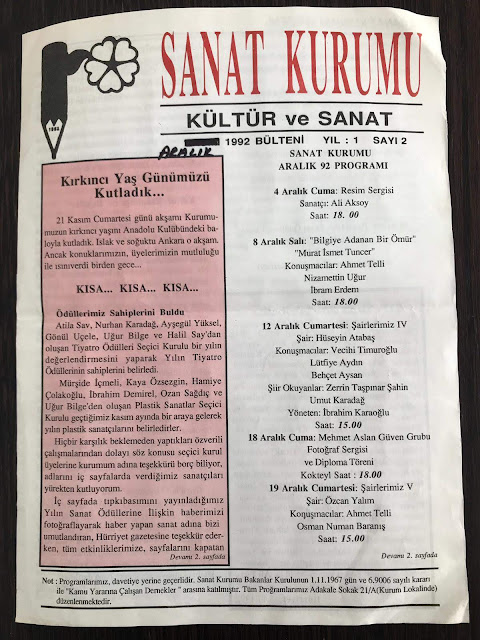 SANAT KURUMU
KÜLTÜR ve SANAT
ARALIK 1992 BÜLTENİ YIL : 1 SAYI 2
1952
Kırkıncı Yaş Günümüzü
Kutladık...
21 Kasım Cumartesi günü akşamı Kurumu-
muzun kırkıncı yaşını Anadolu Kulübündeki ba-
loyla kutladık. Islak ve soğuktu Ankara o akşam.
Ancak konuklarımızın, üyelerimizin mutluluğu
ile ısınıverdi birden gece...
KISA... KISA... KISA...
Ödüllerimiz Sahiplerini Buldu
Atila Sav, Nurhan Karadağ, Ayşegül Yüksel,
Gönül Uçele, Uğur Bilge ve Halil Say'dan
oluşan Tiyatro Ödülleri Seçici Kurulu bir yılın
değerlendirmesini yaparak Yılın Tiyatro
Ödüllerinin sahiplerini belirledi.
Mürşide İçmeli, Kaya Özsezgin, Hamiye
Çolakoğlu, İbrahim Demirel, Ozan Sağdıç ve
Uğur Bilge'den oluşan Plastik Sanatlar Seçici
Kurulu geçtiğimiz kasım ayında bir araya gelerek
yılın plastik sanatçılarını belirledirler.
Hiçbir karşılık beklemeden yaptıkları özverili
çalışmalarından dolayı söz konusu seçici kurul
üyelerine kurumum adına teşekkürü borç biliyor,
adlarını iç sayfalarda verdiğimiz sanatçıları
yürekten kutluyorum.
İç sayfada tıpkıbasımını yayınladığımız
Yılın Sanat Ödüllerine İlişkin haberimizi
fotoğraflayarak haber yapan sanat adına bizi
umutlandıran, Hürriyet gazetesine teşekkür eder-
ken, tüm etkinliklerimize, sayfalarını kapatan
Devamı 2. sayfada
SANAT KURUMU
ARALIK 92 PROGRAMI
4 Aralık Cuma: Resim Sergisi
Sanatçı: Ali Aksoy
Saat: 18. 00
8 Aralık Salı: "Bilgiye Adanan Bir Ömür"
"Murat İsmet Tuncer"
Konuşmacılar: Ahmet Telli
Nizamettin Uğur
İbram Erdem
Saat: 18.00
12 Aralık Cumartesi: Şairlerimiz IV
Şair: Hüseyin Atabaş
Konuşmacılar: Vecihi Timuroğlu
Lütfiye Aydın
Behçet Aysan
Şiir Okuyanlar: Zerrin Taşpınar Şahin
Umut Karadağ
Yöneten: İbrahim Karaoğlu
Saat: 15.00
18 Aralık Cuma: Mehmet Aslan Güven Grubu
Fotoğraf Sergisi
ve Diploma Töreni
Kokteyl Saat : 18.00
19 Aralık Cumartesi: Şairlerimiz V
Şair: Özcan Yalım
Konuşmacılar: Ahmet Telli
Osman Numan Baranış
Saat: 15.00
Devamı 2. sayfada
Not : Programlarımız, davetiye yerine geçerlidir. Sanat Kurumu Bakanlar Kurulunun 1.11.1967 gün ve 6.9006 sayılı kararı
ile "Kamu Yararına Çalışan Dernekler " arasına katılmıştır. Tüm Programlarımız Adakale Sokak 21/A(Kurum Lokalinde)
düzenlenmektedir.